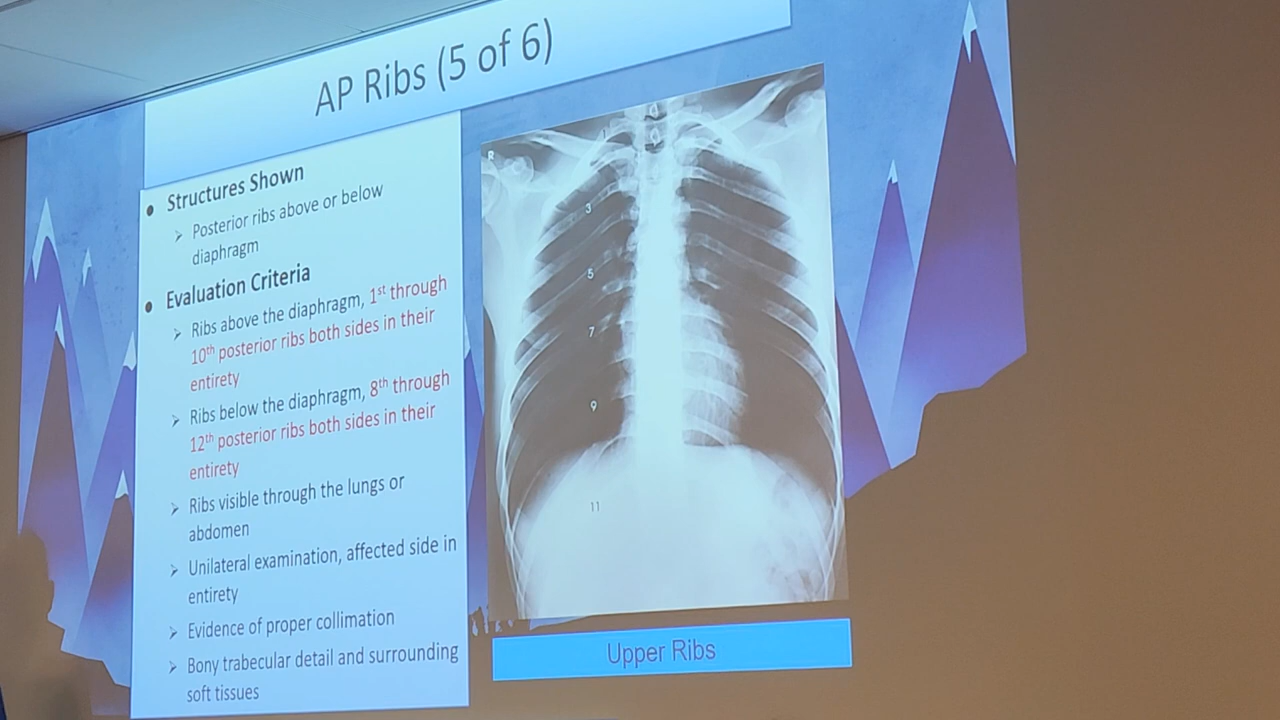 AP Ribs (5 of 6)
• Structures Shown
➢ Posterior ribs above or below
diaphragm
• Evaluation Criteria
➢ Ribs above the diaphragm, 1st through
10th posterior ribs both sides in their
entirety
➢ Ribs below the diaphragm, 8th through
12th posterior ribs both sides in their
entirety
➢ Ribs visible through the lungs or
abdomen
➢ Unilateral examination, affected side in
entirety
➢ Evidence of proper collimation
➢ Bony trabecular detail and surrounding
soft tissues
R
1
3
5
7
9
11
Upper Ribs